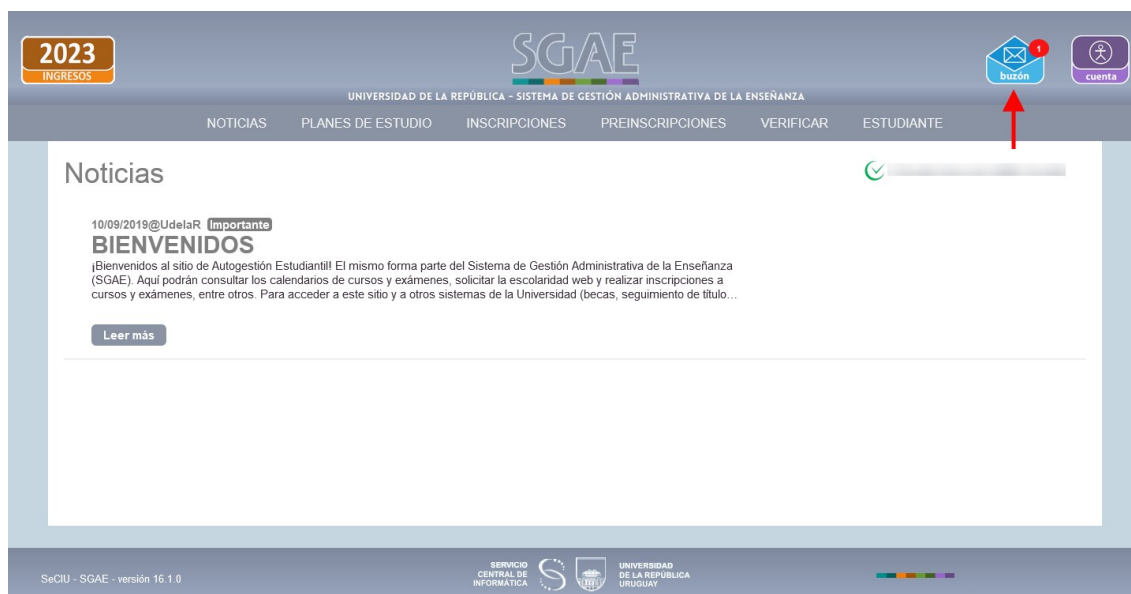 2023
INGRESOS
SGAE
UNIVERSIDAD DE LA REPÚBLICA - SISTEMA DE GESTIÓN ADMINISTRATIVA DE LA ENSEÑANZA
1
buzón
cuenta
NOTICIAS PLANES DE ESTUDIO INSCRIPCIONES PREINSCRIPCIONES VERIFICAR ESTUDIANTE
Noticias
10/09/2019@UdelaR Importante
BIENVENIDOS
¡Bienvenidos al sitio de Autogestión Estudiantil! El mismo forma parte del Sistema de Gestión Administrativa de la Enseñanza
(SGAE). Aquí podrán consultar los calendarios de cursos y exámenes, solicitar la escolaridad web y realizar inscripciones a
cursos y exámenes, entre otros. Para acceder a este sitio y a otros sistemas de la Universidad (becas, seguimiento de título...
Leer más
SeCIU - SGAE - versión 16.1.0
SERVICIO
CENTRAL DE
INFORMÁTICA
UNIVERSIDAD
DE LA REPÚBLICA
URUGUAY